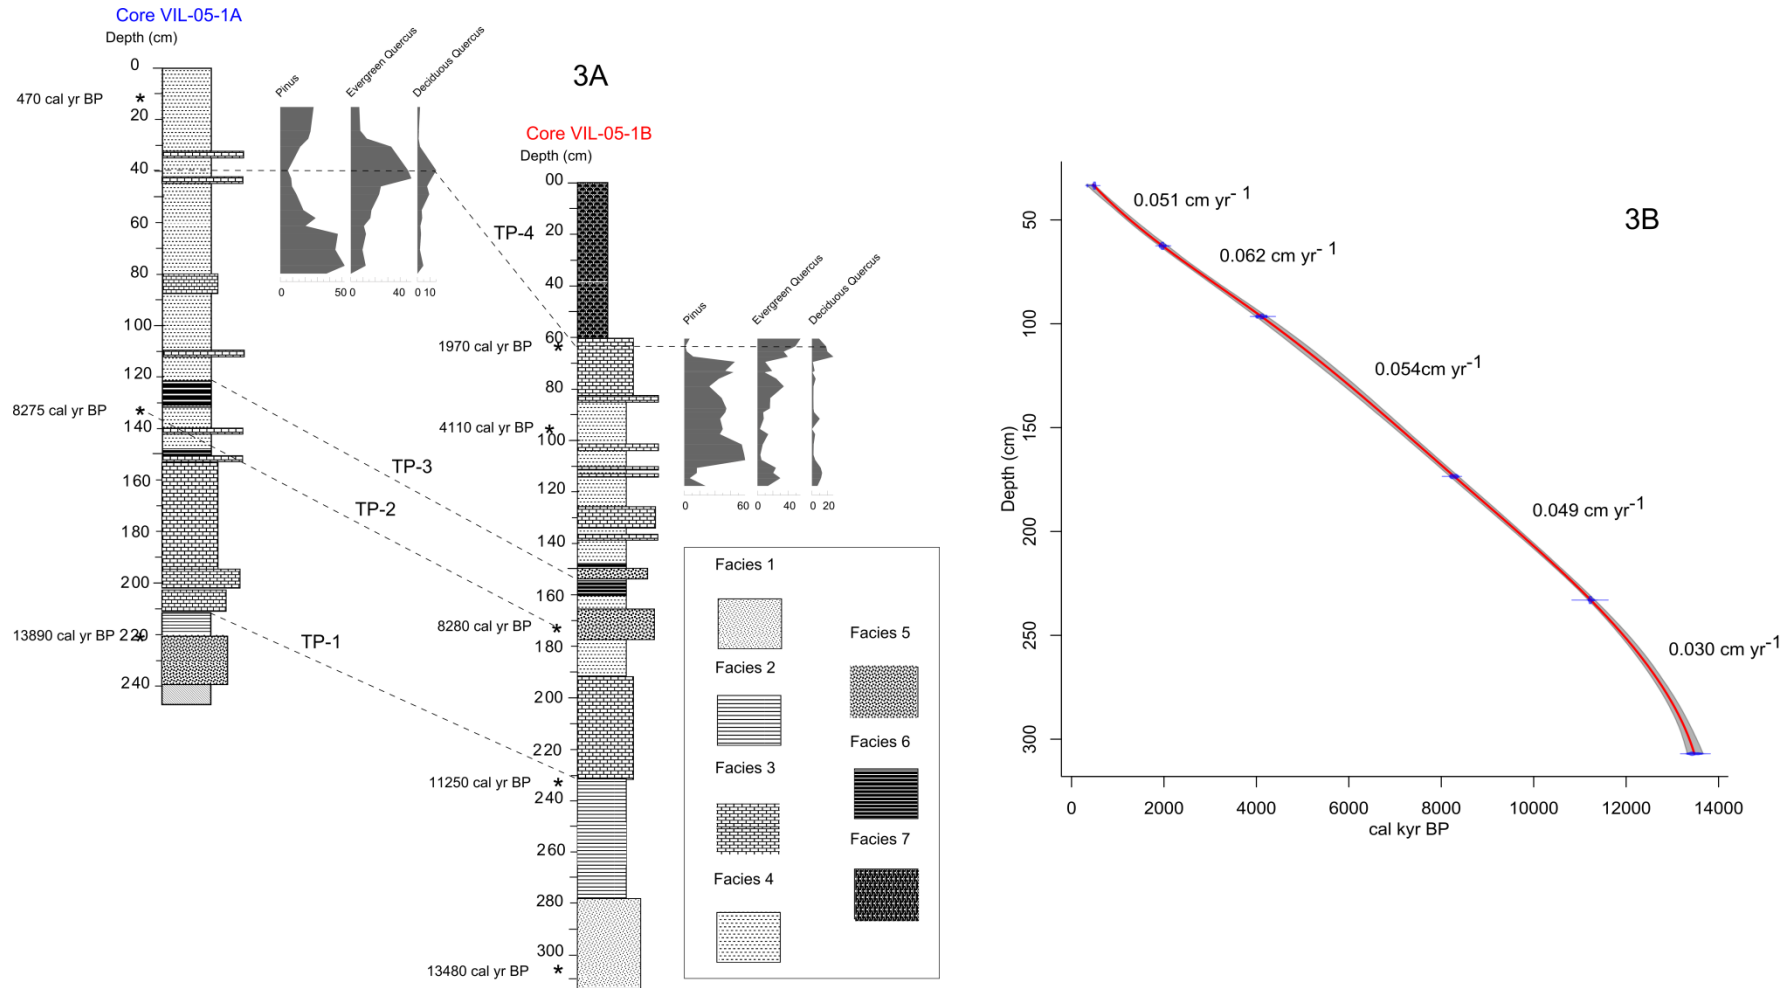 Core VIL-05-1A
Depth (cm)
0
20
40
60
80
100
120
140
160
180
200
220
240
470 cal yr BP *
8275 cal yr BP *
13890 cal yr BP *
Pinus
Evergreen Quercus
Deciduous Quercus
0 50 0 40 0 10
3A
Core VIL-05-1B
Depth (cm)
00
20
40
60
80
100
120
140
160
180
200
220
240
260
280
300
1970 cal yr BP *
4110 cal yr BP *
8280 cal yr BP *
11250 cal yr BP *
13480 cal yr BP *
TP-4
TP-3
TP-2
TP-1
Pinus
Evergreen Quercus
Deciduous Quercus
0 60 0 40 0 20
Facies 1
Facies 2
Facies 3
Facies 4
Facies 5
Facies 6
Facies 7
3B
0.051 cm yr-1
0.062 cm yr-1
0.054cm yr-1
0.049 cm yr-1
0.030 cm yr-1
Depth (cm)
50
100
150
200
250
300
0 2000 4000 6000 8000 10000 12000 14000
cal kyr BP